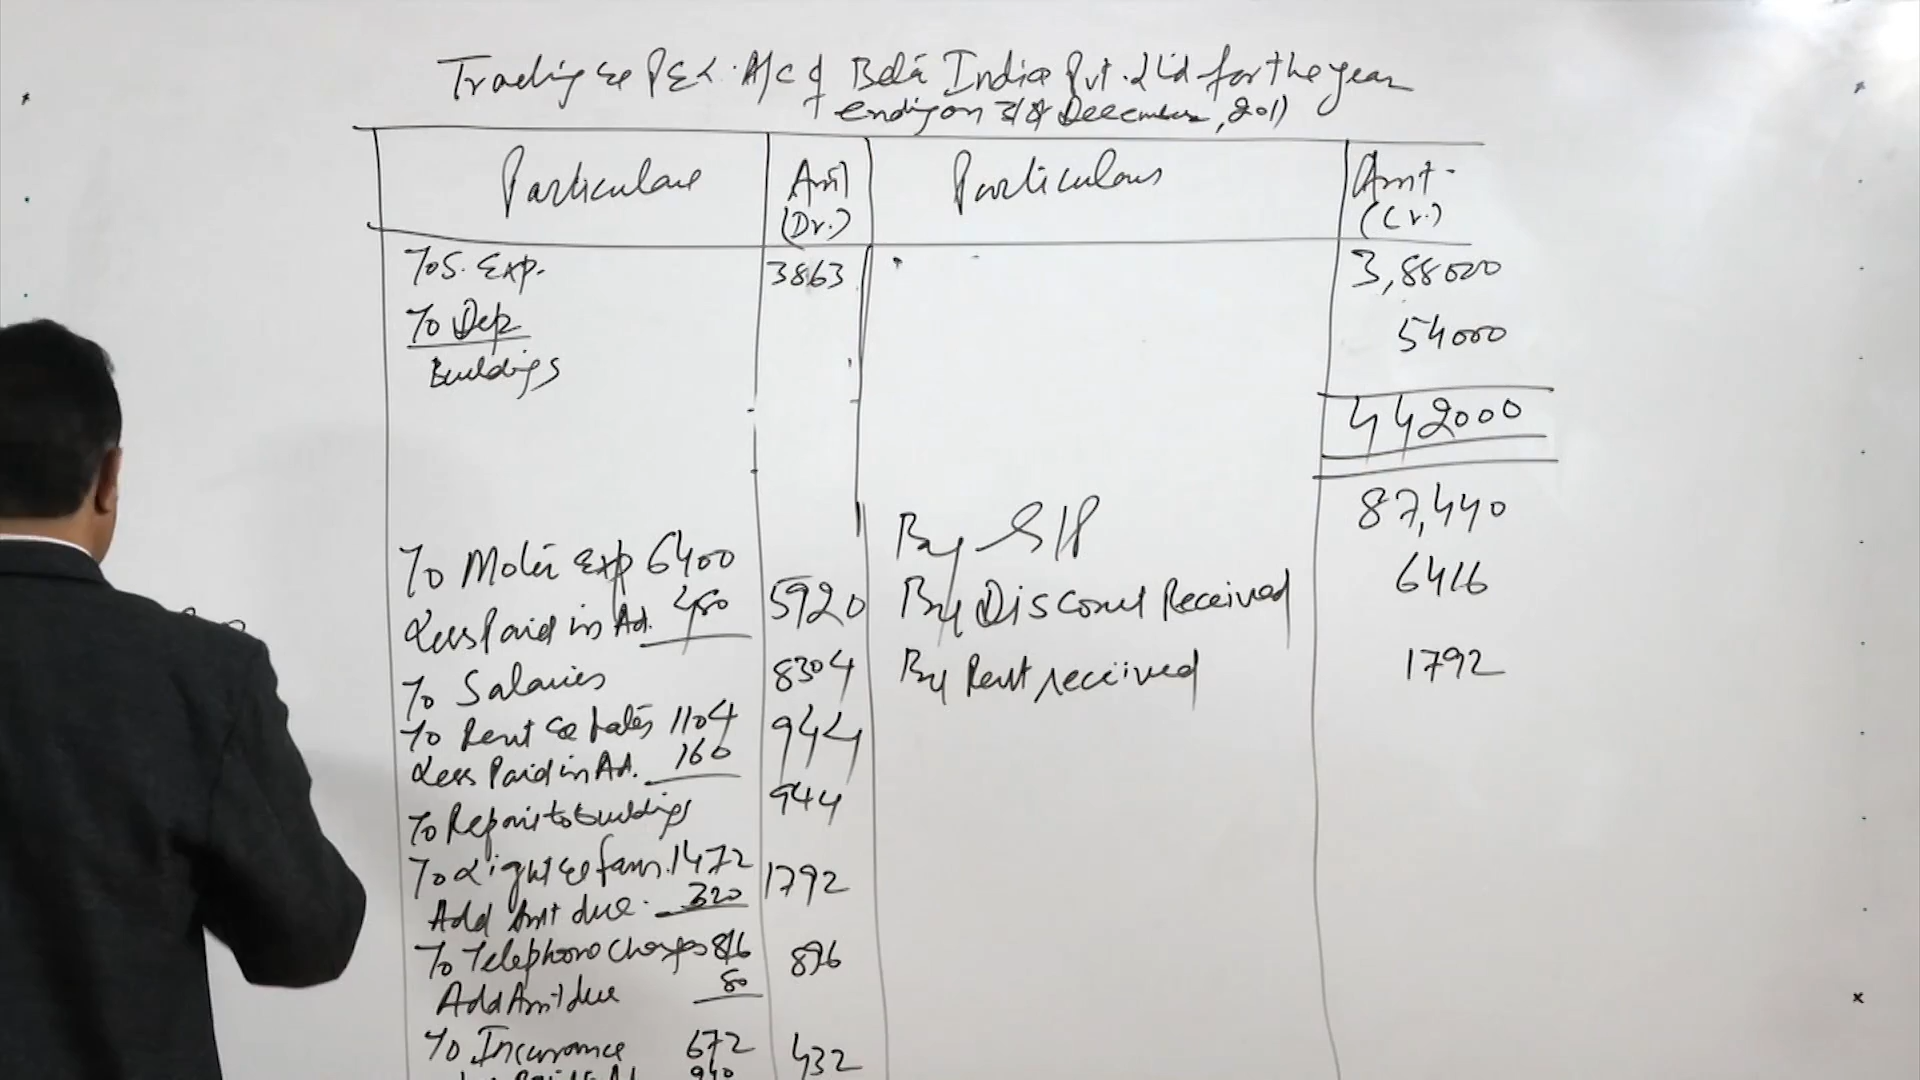 Trading & P&L. A/C of Beta India Pvt. Ltd for the year
ending on 31st December, 2017
Particulars Amt (Dr.) Particulars Amt. (Cr.)
To S. Exp. 3863 3,88000
To Dep 54000
Buildings
442000
87,440
To Motor Exp 6400 By G/P
Less Paid in Ad. 480 5920 By Discount Received 6416
To Salaries 8304 By Rent received 1792
To Rent & Rates 1104 944
Less Paid in Ad. 160
To Repairs to buildings 944
To Light & fans. 1472 1792
Add Amt due. 320
To Telephone Charges 816 896
Add Amt due 80
To Insurance 672 432
240